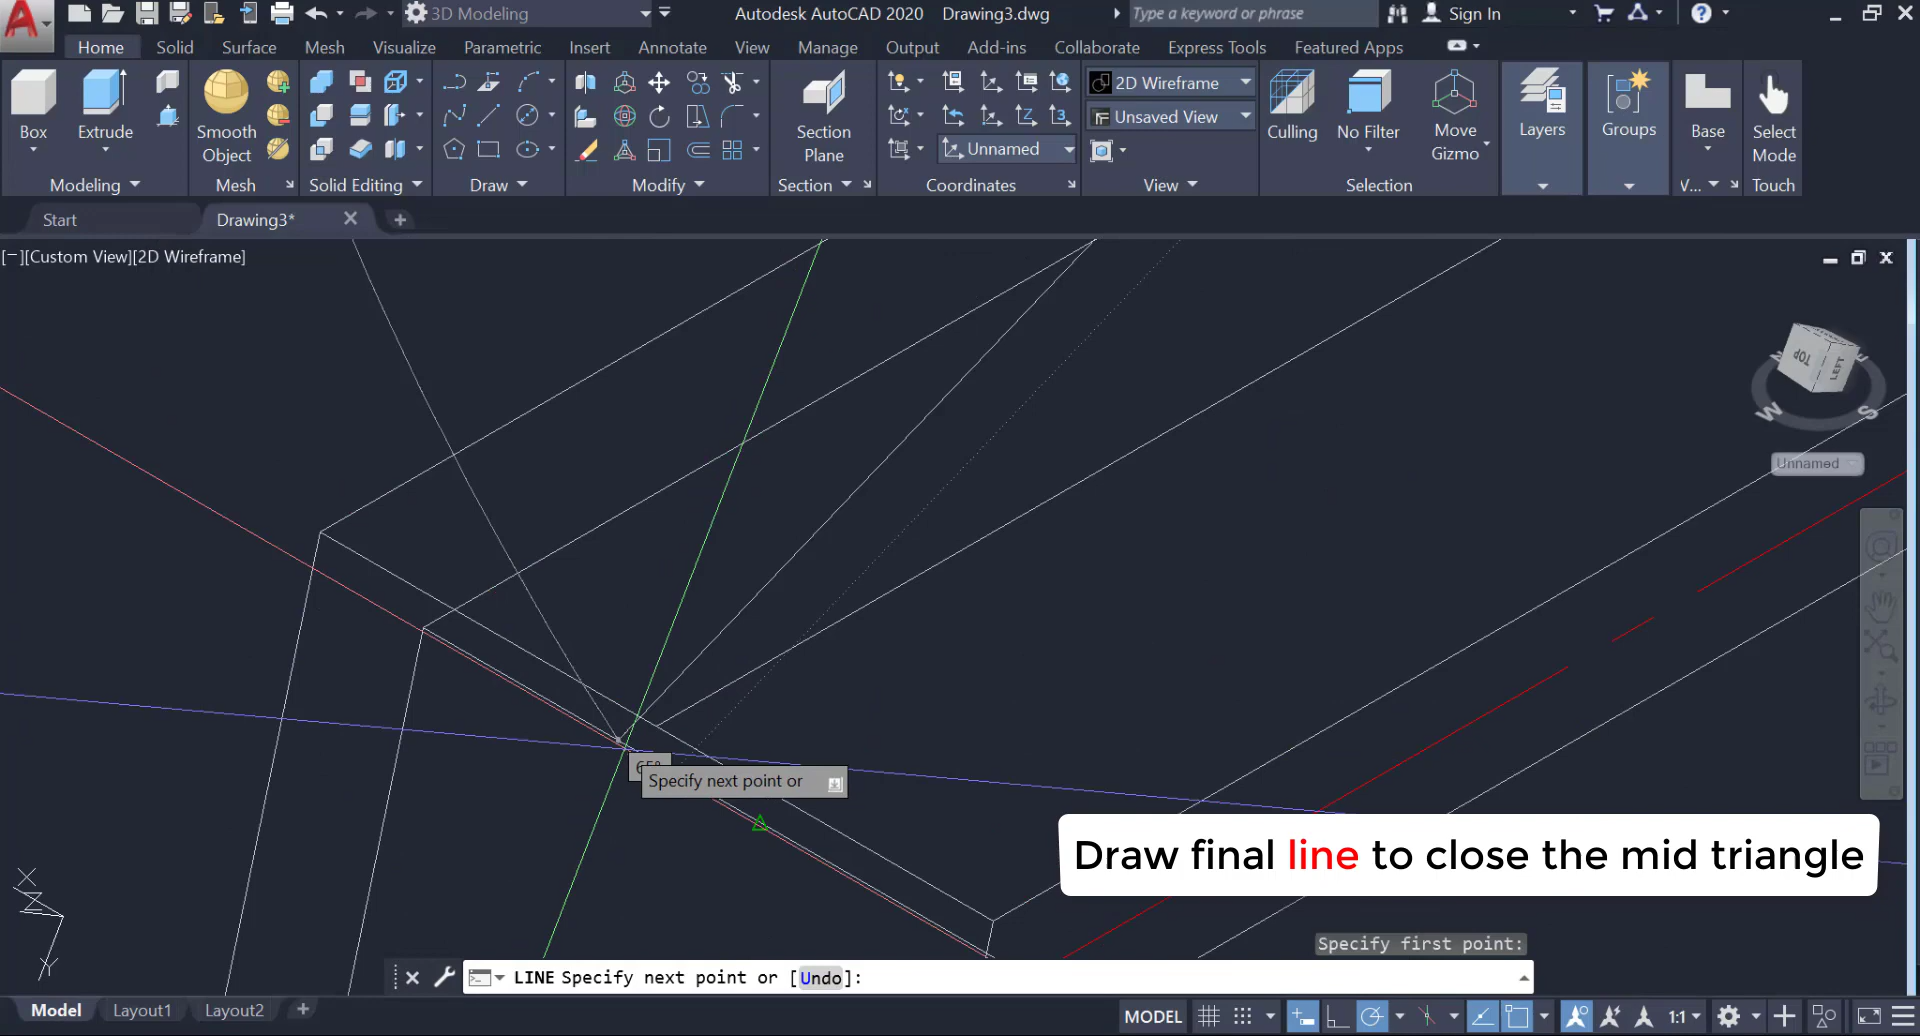 3D Modeling
Autodesk AutoCAD 2020 Drawing3.dwg
Type a keyword or phrase
Sign In
Home Solid Surface Mesh Visualize Parametric Insert Annotate View Manage Output Add-ins Collaborate Express Tools Featured Apps
2D Wireframe
Unsaved View
Unnamed
Box Extrude
Smooth Object
Section Plane
Culling No Filter
Move Gizmo
Layers
Groups
Base
Select Mode
Modeling Mesh Solid Editing Draw Modify Section Coordinates View Selection V... Touch
Start Drawing3*
[−][Custom View][2D Wireframe]
TOP LEFT
W S
Unnamed
Specify next point or
Draw final line to close the mid triangle
X
Z
Y
Specify first point:
LINE Specify next point or [Undo]:
Model Layout1 Layout2
MODEL
1:1